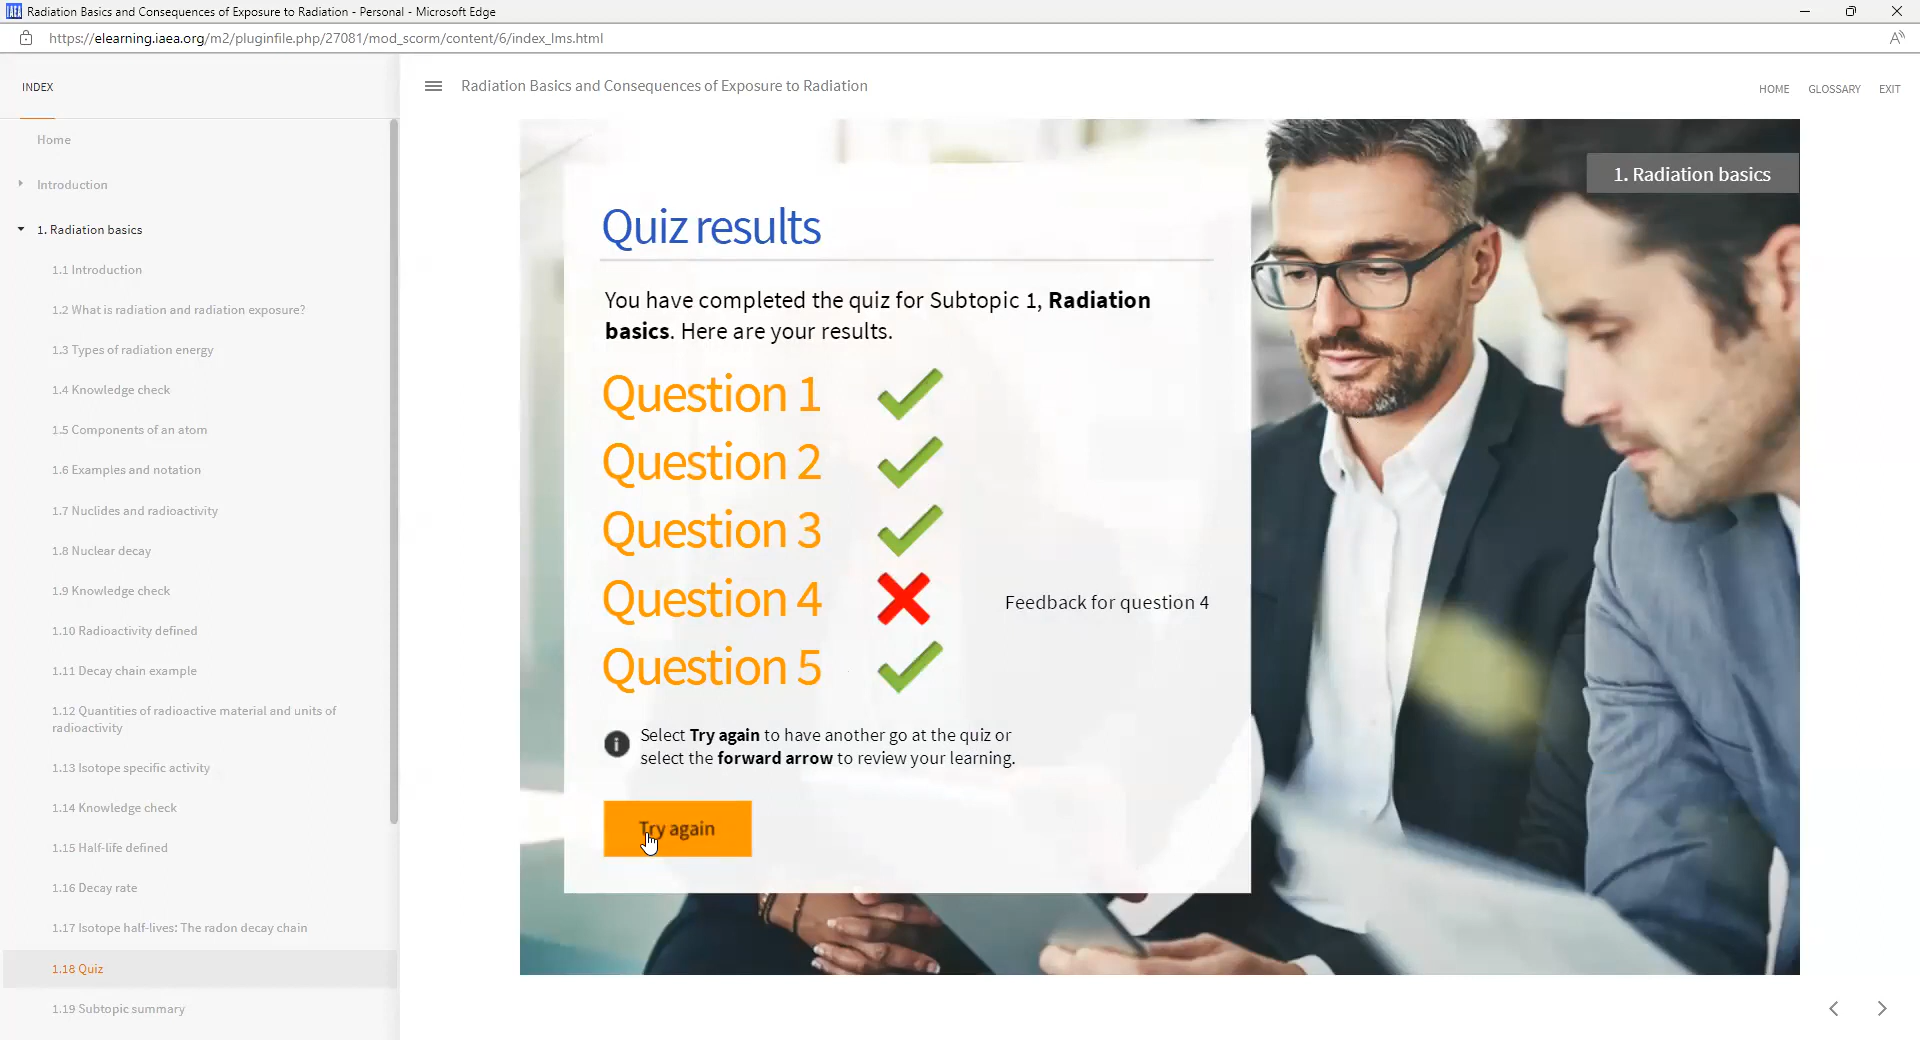 Radiation Basics and Consequences of Exposure to Radiation - Personal - Microsoft Edge
https://elearning.iaea.org/m2/pluginfile.php/27081/mod_scorm/content/6/index_lms.html
INDEX
Radiation Basics and Consequences of Exposure to Radiation
HOME GLOSSARY EXIT
Home
Introduction
1. Radiation basics
1.1 Introduction
1.2 What is radiation and radiation exposure?
1.3 Types of radiation energy
1.4 Knowledge check
1.5 Components of an atom
1.6 Examples and notation
1.7 Nuclides and radioactivity
1.8 Nuclear decay
1.9 Knowledge check
1.10 Radioactivity defined
1.11 Decay chain example
1.12 Quantities of radioactive material and units of
radioactivity
1.13 Isotope specific activity
1.14 Knowledge check
1.15 Half-life defined
1.16 Decay rate
1.17 Isotope half-lives: The radon decay chain
1.18 Quiz
1.19 Subtopic summary
1. Radiation basics
Quiz results
You have completed the quiz for Subtopic 1, Radiation
basics. Here are your results.
Question 1
Question 2
Question 3
Question 4
Feedback for question 4
Question 5
Select Try again to have another go at the quiz or
select the forward arrow to review your learning.
Try again